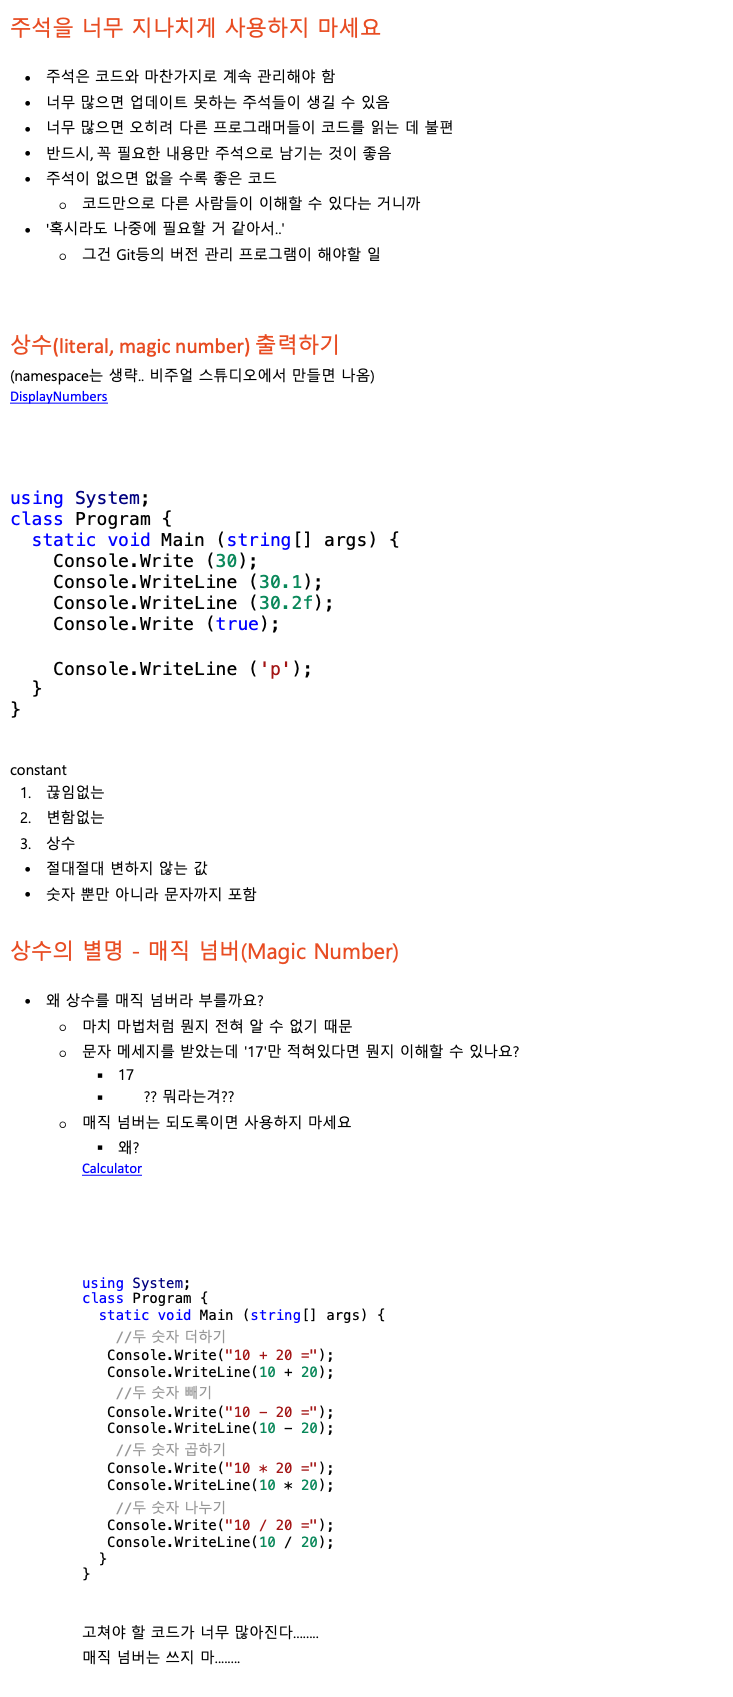 주석을 너무 지나치게 사용하지 마세요
• 주석은 코드와 마찬가지로 계속 관리해야 함
• 너무 많으면 업데이트 못하는 주석들이 생길 수 있음
• 너무 많으면 오히려 다른 프로그래머들이 코드를 읽는 데 불편
• 반드시, 꼭 필요한 내용만 주석으로 남기는 것이 좋음
• 주석이 없으면 없을 수록 좋은 코드
○ 코드만으로 다른 사람들이 이해할 수 있다는 거니까
• '혹시라도 나중에 필요할 거 같아서..'
○ 그건 Git등의 버전 관리 프로그램이 해야할 일
상수(literal, magic number) 출력하기
(namespace는 생략.. 비주얼 스튜디오에서 만들면 나옴)
DisplayNumbers
using System;
class Program {
  static void Main (string[] args) {
    Console.Write (30);
    Console.WriteLine (30.1);
    Console.WriteLine (30.2f);
    Console.Write (true);
    Console.WriteLine ('p');
  }
}
constant
1. 끊임없는
2. 변함없는
3. 상수
• 절대절대 변하지 않는 값
• 숫자 뿐만 아니라 문자까지 포함
상수의 별명 - 매직 넘버(Magic Number)
• 왜 상수를 매직 넘버라 부를까요?
○ 마치 마법처럼 뭔지 전혀 알 수 없기 때문
○ 문자 메세지를 받았는데 '17'만 적혀있다면 뭔지 이해할 수 있나요?
▪ 17
▪ ?? 뭐라는겨??
○ 매직 넘버는 되도록이면 사용하지 마세요
▪ 왜?
Calculator
using System;
class Program {
  static void Main (string[] args) {
    //두 숫자 더하기
   Console.Write("10 + 20 =");
   Console.WriteLine(10 + 20);
    //두 숫자 빼기
   Console.Write("10 − 20 =");
   Console.WriteLine(10 − 20);
    //두 숫자 곱하기
   Console.Write("10 * 20 =");
   Console.WriteLine(10 * 20);
    //두 숫자 나누기
   Console.Write("10 / 20 =");
   Console.WriteLine(10 / 20);
  }
}
고쳐야 할 코드가 너무 많아진다........
매직 넘버는 쓰지 마........